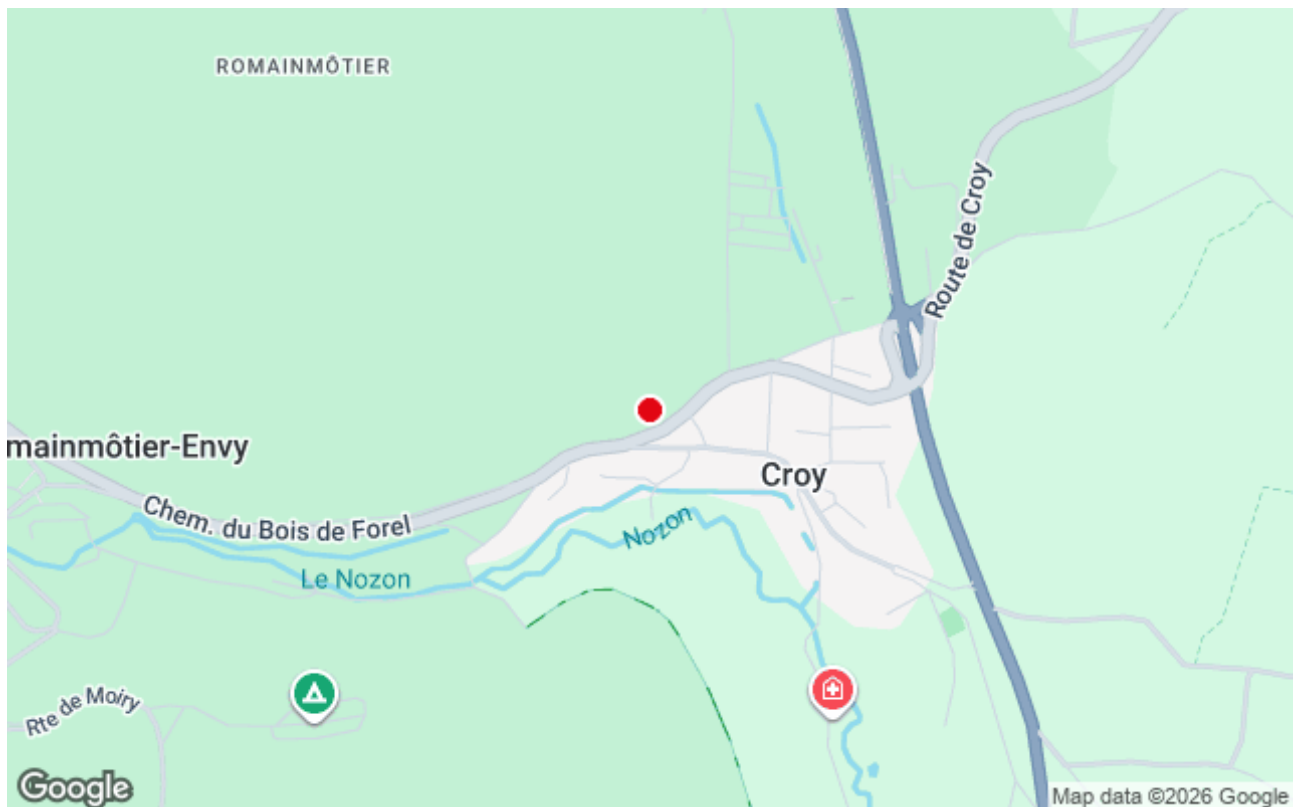 ROMAINMÔTIER
Route de Croy
mainmôtier-Envy
Croy
Chem. du Bois de Forel
Nozon
Le Nozon
Rte de Moiry
Google
Map data ©2026 Google